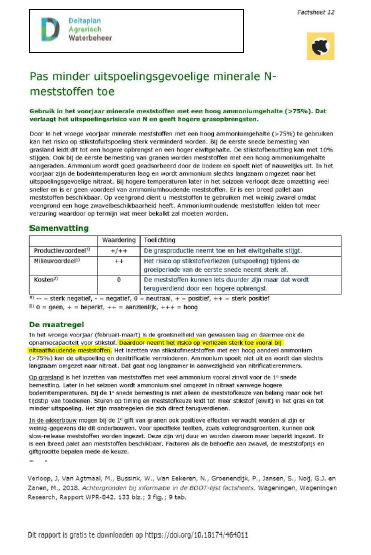 Factsheet 12
Deltaplan
Agrarisch
Waterbeheer
Pas minder uitspoelingsgevoelige minerale N-
meststoffen toe
Gebruik in het voorjaar minerale meststoffen met een hoog ammoniumgehalte (>75%). Dat
verlaagt het uitspoelingsrisico van N en geeft hogere grasopbrengsten.
Door in het vroege voorjaar minerale meststoffen met een hoog ammoniumgehalte (>75%) te gebruiken
kan het risico op stikstofuitspoeling sterk verminderd worden. Bij de eerste snede bemesting van
grasland leidt dit tot een hogere opbrengst en een hoger eiwitgehalte. De stikstofbenutting kan met 10%
stijgen. Ook bij de eerste bemesting van granen worden meststoffen met een hoog ammoniumgehalte
aangeraden. Ammonium wordt goed geadsorbeerd door de bodem en spoelt niet of nauwelijks uit. In het
voorjaar zijn de bodemtemperaturen laag en wordt ammonium slechts langzaam omgezet naar het
uitspoelingsgevoelige nitraat. Bij hogere temperaturen later in het seizoen verloopt deze omzetting veel
sneller en is er geen voordeel van ammoniumhoudende meststoffen. Er is een breed pallet aan
meststoffen beschikbaar. Op veengrond dient u meststoffen te gebruiken met weinig zwavel omdat
veengrond een hoge zwavelbeschikbaarheid heeft. Ammoniumhoudende meststoffen leiden tot meer
verzuring waardoor op termijn wat meer bekalkt zal moeten worden.
Samenvatting
Waardering Toelichting
Productievoordeel +/++ De grasproductie neemt toe en het eiwitgehalte stijgt.
Milieuvoordeel ++ Het risico op stikstofverliezen (uitspoeling) tijdens de
groeiperiode van de eerste snede neemt sterk af.
Kosten 0 De meststoffen kunnen iets duurder zijn maar dat wordt
terugverdiend door een hogere opbrengst.
-- = sterk negatief, - = negatief, 0 = neutraal, + = positief, ++ = sterk positief
0 = geen, + = beperkt, ++ = aanzienlijk, +++ = hoog
De maatregel
In het vroege voorjaar (februari-maart) is de groeisnelheid van gewassen laag en daarmee ook de
opnamecapaciteit voor stikstof. Daardoor neemt het risico op verliezen sterk toe vooral bij
nitraathoudende meststoffen. Het inzetten van stikstofmeststoffen met een hoog aandeel ammonium
(>75%) kan de uitspoeling en denitrificatie verminderen. Ammonium spoelt niet uit en wordt dan slechts
langzaam omgezet naar nitraat. Dat gaat nog langzamer in aanwezigheid van nitrificatieremmers.
Op grasland is het inzetten van meststoffen met veel ammonium vooral zinvol voor de 1e snede
bemesting. Later in het seizoen wordt ammonium snel omgezet in nitraat vanwege hogere
bodemtemperaturen. Bij de 1e snede bemesting is niet alleen de meststofkeuze van belang maar ook het
tijdstip van toedienen. Sturen op tijdstip en meststofkeuze leidt tot meer stikstof (eiwit) in het gras en tot
minder uitspoeling. Het zijn maatregelen die zich direct terugverdienen.
In de akkerbouw mogen bij de 1e gift van granen ook positieve effecten verwacht worden al zijn er
weinig gegevens die dit onderbouwen. Voor specifieke teelten, zoals vollegrondsgroenten, kunnen ook
slow-release meststoffen worden ingezet. Deze zijn vrij duur en worden daarom maar beperkt ingezet. Er
is een breed palet aan meststoffen beschikbaar. Factoren als de behoefte aan zwavel, de meststofprijs en
giftgrootte bepalen mede de keuze.
Verloop, J, Van Agtmaal, M., Bussink, W., Van Eekeren, N., Groenendijk, P., Jansen, S., Noij, G.J. en
Zanen, M., 2018. Achtergronden bij informatie in de BOOT-lijst factsheets. Wageningen, Wageningen
Research, Rapport WPR-842. 133 blz.; 3 fig.; 9 tab.
Dit rapport is gratis te downloaden op https://doi.org/10.18174/464011